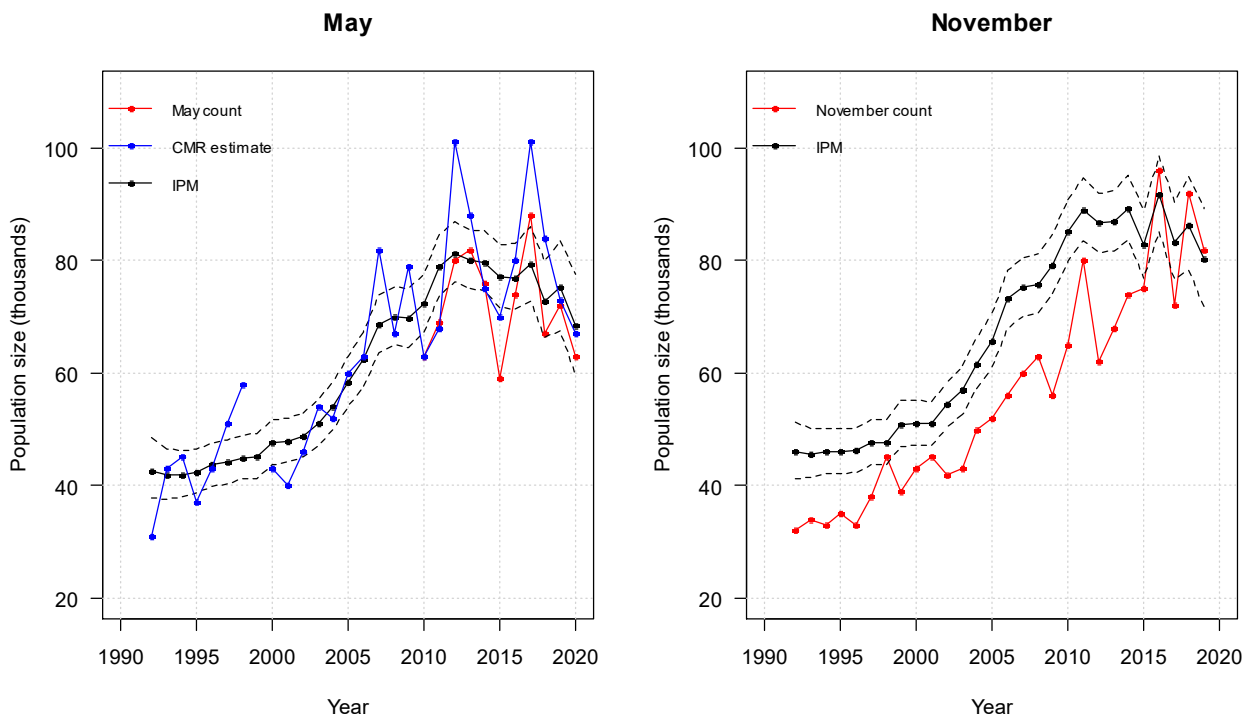 May
May count
CMR estimate
IPM
Population size (thousands)
100
80
60
40
20
1990 1995 2000 2005 2010 2015 2020
Year
November
November count
IPM
Population size (thousands)
100
80
60
40
20
1990 1995 2000 2005 2010 2015 2020
Year